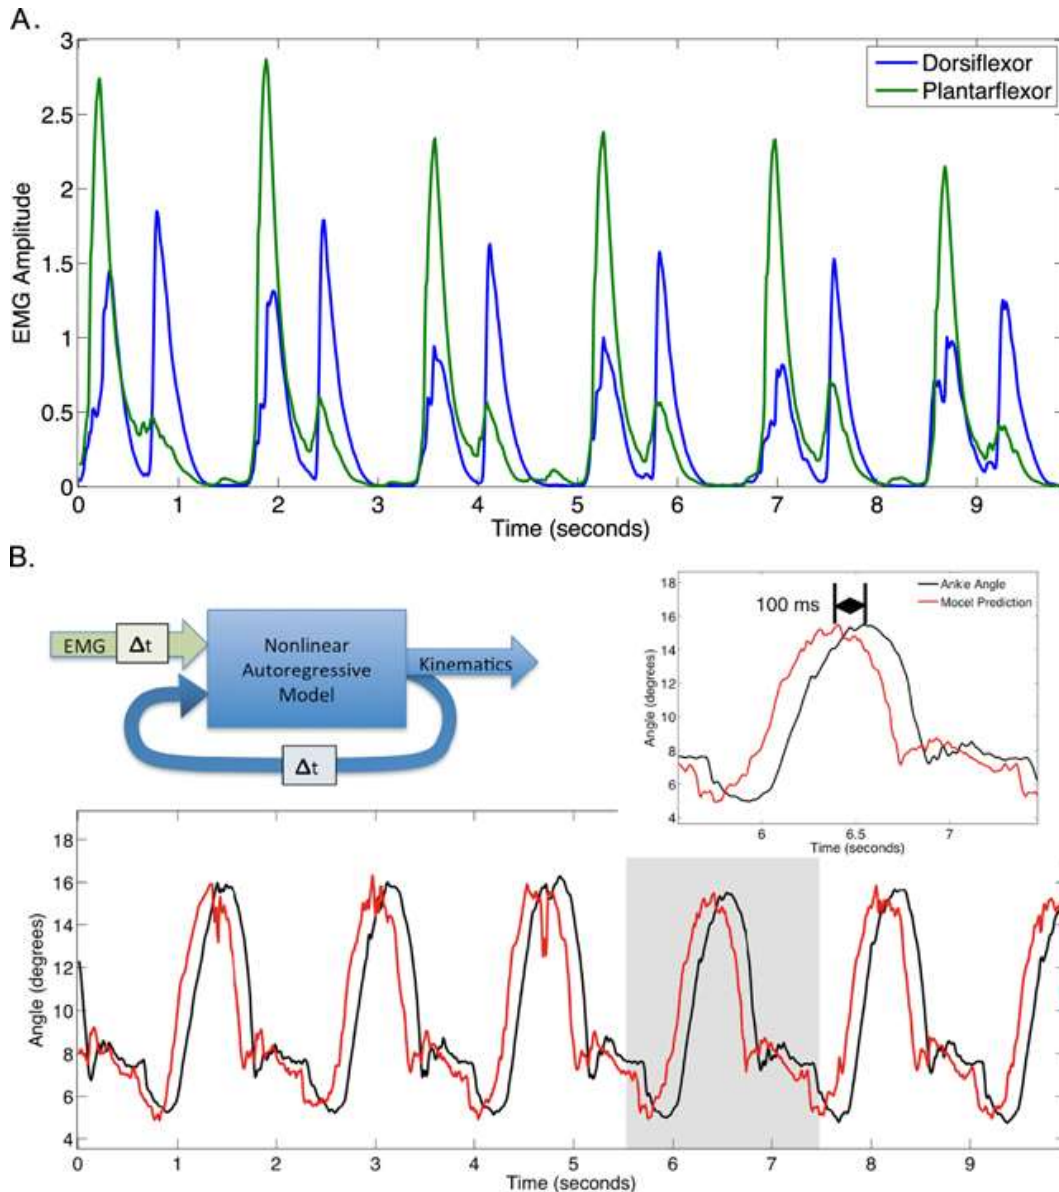 A.
3
2.5
2
1.5
1
0.5
0
EMG Amplitude
Dorsiflexor
Plantarflexor
0 1 2 3 4 5 6 7 8 9
Time (seconds)
B.
EMG
Δt
Nonlinear
Autoregressive
Model
Kinematics
Δt
18
16
14
12
10
8
6
4
Angle (degrees)
100 ms
Ankle Angle
Mocel Prediction
6 6.5 7
Time (seconds)
18
16
14
12
10
8
6
4
Angle (degrees)
0 1 2 3 4 5 6 7 8 9
Time (seconds)